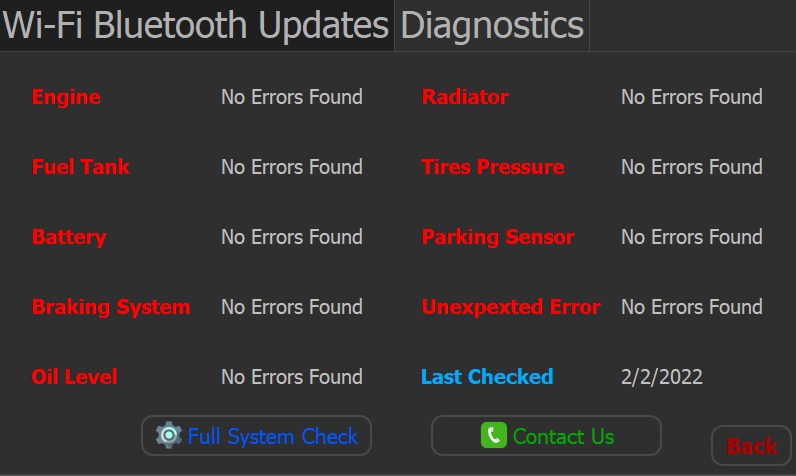 Wi-Fi Bluetooth Updates Diagnostics
Engine No Errors Found Radiator No Errors Found
Fuel Tank No Errors Found Tires Pressure No Errors Found
Battery No Errors Found Parking Sensor No Errors Found
Braking System No Errors Found Unexpexted Error No Errors Found
Oil Level No Errors Found Last Checked 2/2/2022
Full System Check Contact Us Back